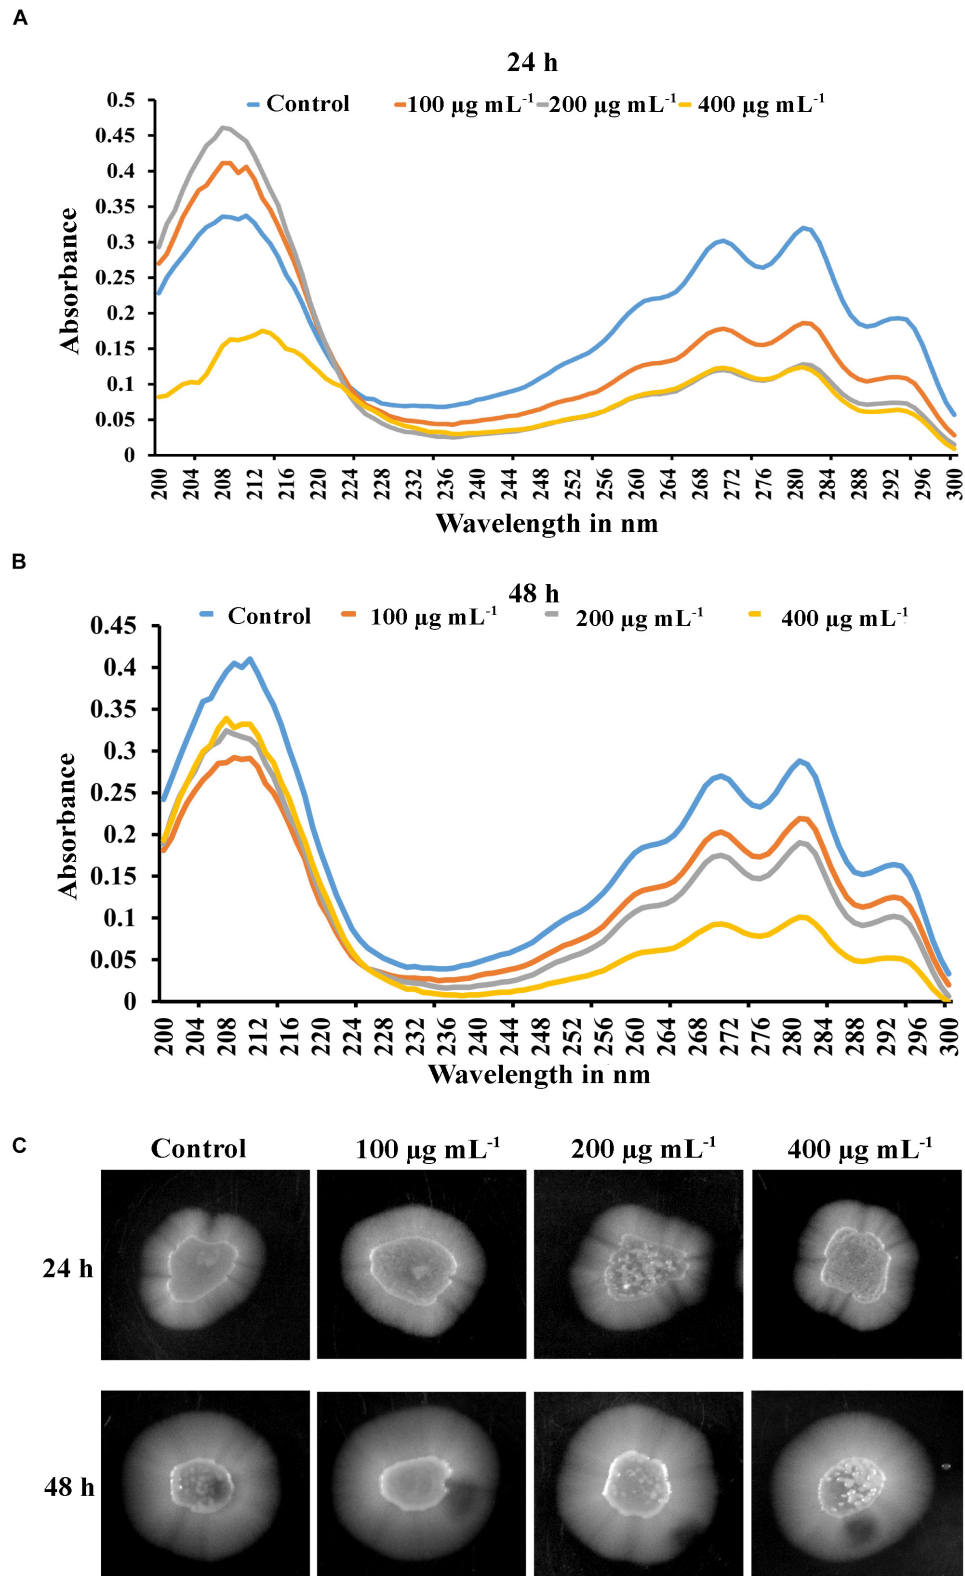 A
24 h
Control 100 µg mL⁻¹ 200 µg mL⁻¹ 400 µg mL⁻¹
0.5
0.45
0.4
0.35
0.3
0.25
0.2
0.15
0.1
0.05
0
Absorbance
200 204 208 212 216 220 224 228 232 236 240 244 248 252 256 260 264 268 272 276 280 284 288 292 296 300
Wavelength in nm
B
48 h
Control 100 µg mL⁻¹ 200 µg mL⁻¹ 400 µg mL⁻¹
0.45
0.4
0.35
0.3
0.25
0.2
0.15
0.1
0.05
0
Absorbance
200 204 208 212 216 220 224 228 232 236 240 244 248 252 256 260 264 268 272 276 280 284 288 292 296 300
Wavelength in nm
C
Control 100 µg mL⁻¹ 200 µg mL⁻¹ 400 µg mL⁻¹
24 h
48 h